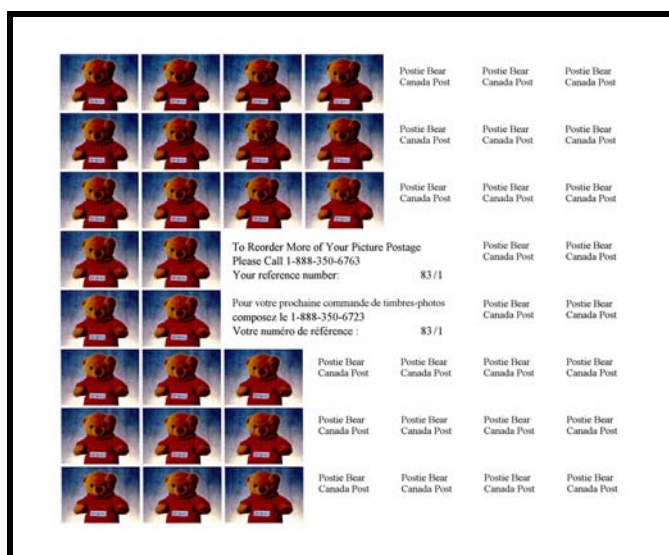 Postie Bear Postie Bear Postie Bear
Canada Post Canada Post Canada Post
Postie Bear Postie Bear Postie Bear
Canada Post Canada Post Canada Post
Postie Bear Postie Bear Postie Bear
Canada Post Canada Post Canada Post
To Reorder More of Your Picture Postage
Please Call 1-888-350-6763
Your reference number: 83/1
Postie Bear Postie Bear
Canada Post Canada Post
Pour votre prochaine commande de timbres-photos
composez le 1-888-350-6723
Votre numéro de référence : 83/1
Postie Bear Postie Bear
Canada Post Canada Post
Postie Bear Postie Bear Postie Bear Postie Bear
Canada Post Canada Post Canada Post Canada Post
Postie Bear Postie Bear Postie Bear Postie Bear
Canada Post Canada Post Canada Post Canada Post
Postie Bear Postie Bear Postie Bear Postie Bear
Canada Post Canada Post Canada Post Canada Post